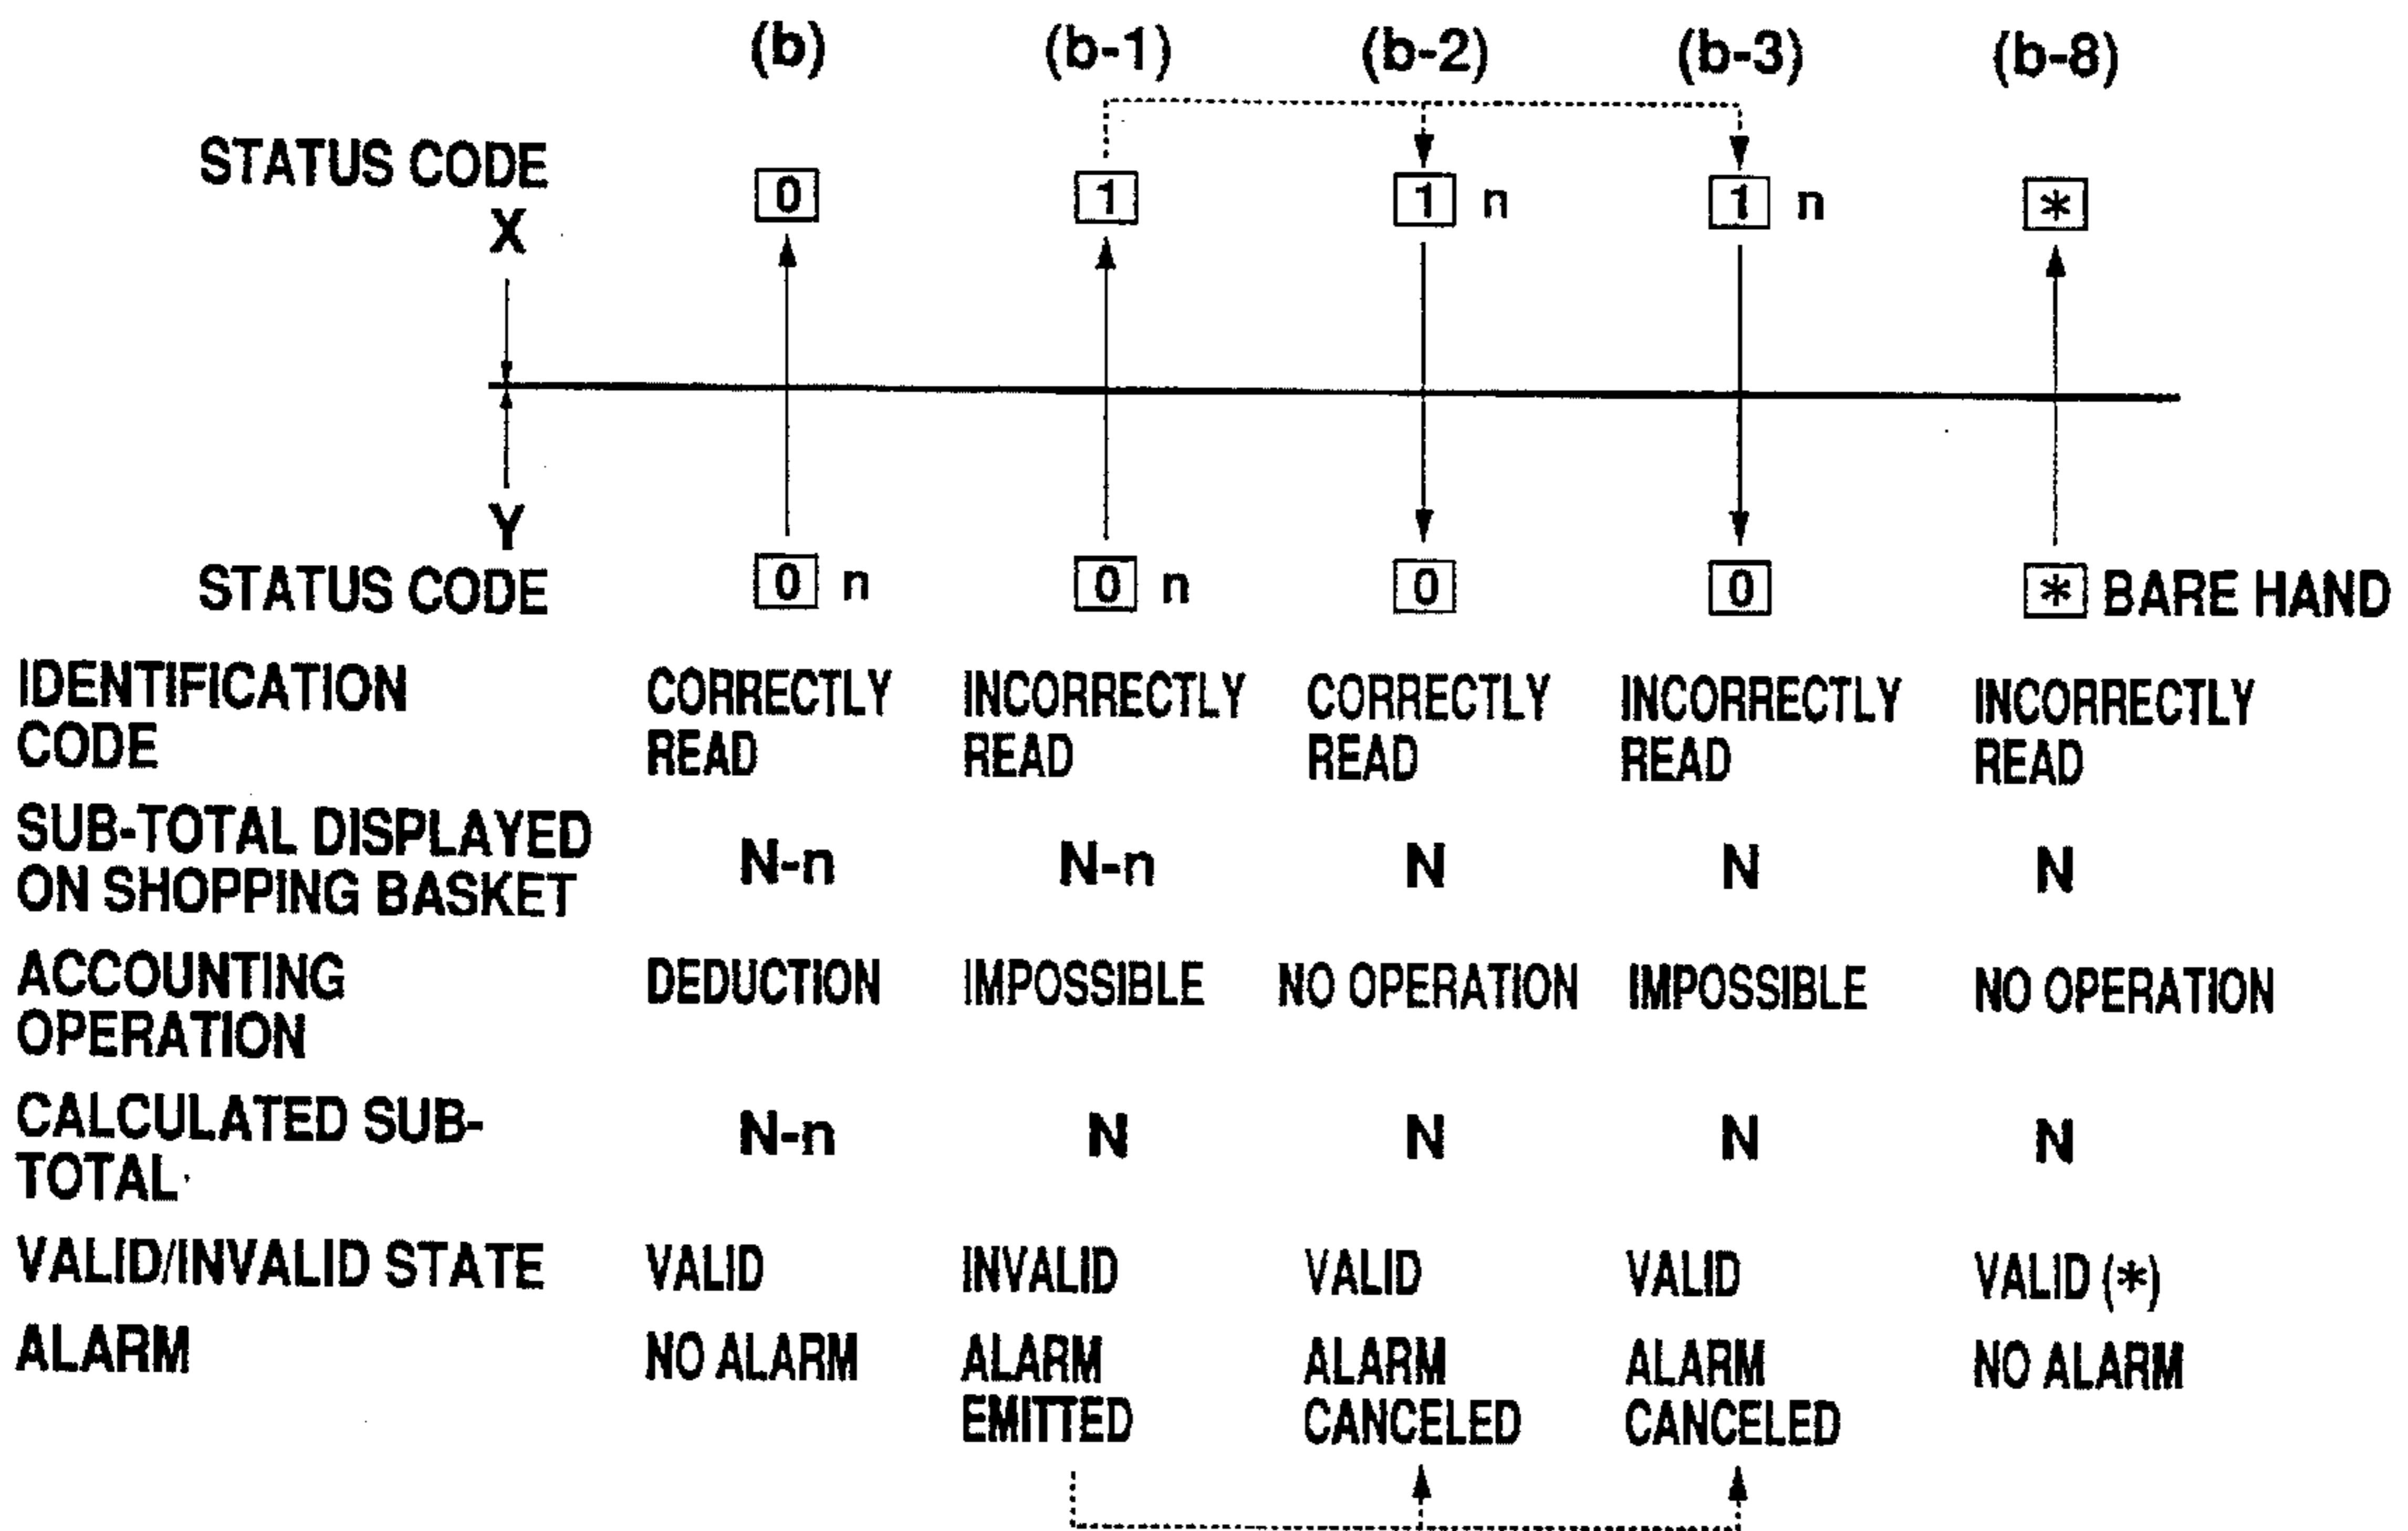 (b) (b-1) (b-2) (b-3) (b-8)
STATUS CODE 0 1 1 n 1 n *
X
Y
STATUS CODE 0 n 0 n 0 0 * BARE HAND
IDENTIFICATION CODE CORRECTLY READ INCORRECTLY READ CORRECTLY READ INCORRECTLY READ INCORRECTLY READ
SUB-TOTAL DISPLAYED ON SHOPPING BASKET N-n N-n N N N
ACCOUNTING OPERATION DEDUCTION IMPOSSIBLE NO OPERATION IMPOSSIBLE NO OPERATION
CALCULATED SUB-TOTAL N-n N N N N
VALID/INVALID STATE VALID INVALID VALID VALID VALID (*)
ALARM NO ALARM ALARM EMITTED ALARM CANCELED ALARM CANCELED NO ALARM